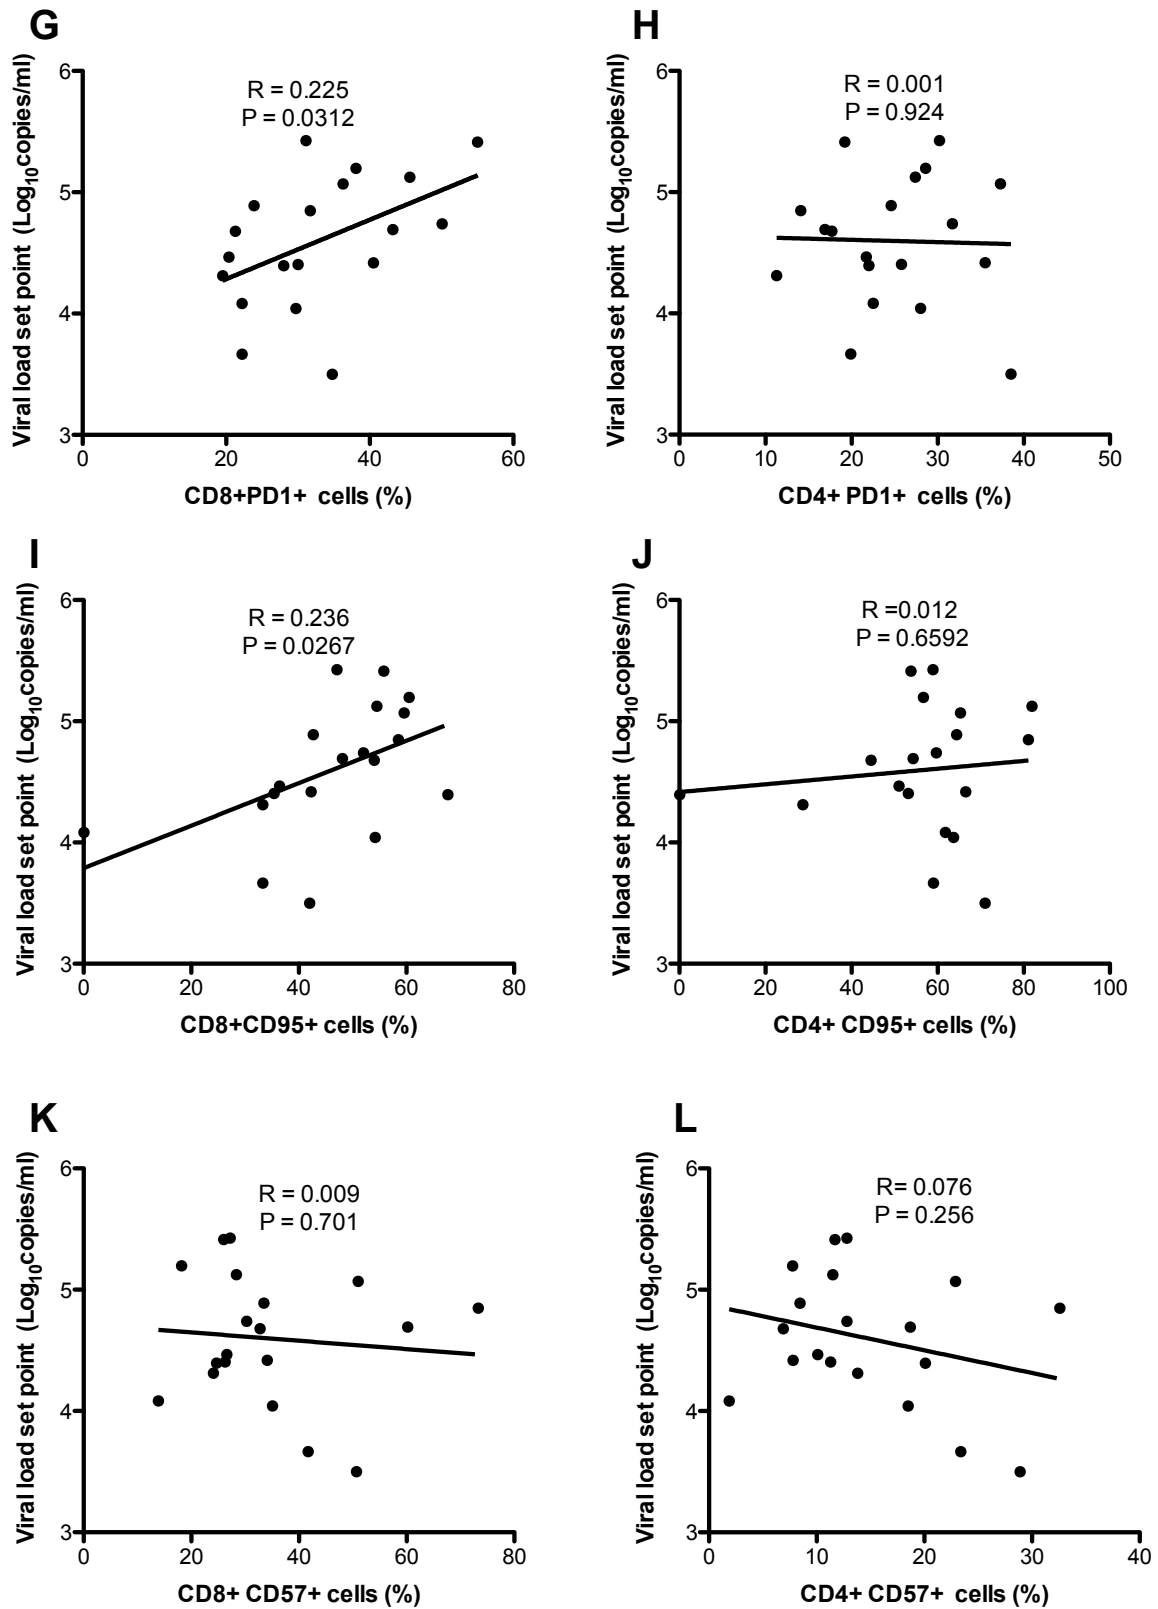 G
R = 0.225
P = 0.0312
Viral load set point (Log10copies/ml)
6
5
4
3
0
20
40
60
CD8+PD1+ cells (%)
H
R = 0.001
P = 0.924
Viral load set point (Log10copies/ml)
6
5
4
3
0
10
20
30
40
50
CD4+ PD1+ cells (%)
I
R = 0.236
P = 0.0267
Viral load set point (Log10copies/ml)
6
5
4
3
0
20
40
60
80
CD8+CD95+ cells (%)
J
R =0.012
P = 0.6592
Viral load set point (Log10copies/ml)
6
5
4
3
0
20
40
60
80
100
CD4+ CD95+ cells (%)
K
R = 0.009
P = 0.701
Viral load set point (Log10copies/ml)
6
5
4
3
0
20
40
60
80
CD8+ CD57+ cells (%)
L
R= 0.076
P = 0.256
Viral load set point (Log10copies/ml)
6
5
4
3
0
10
20
30
40
CD4+ CD57+ cells (%)